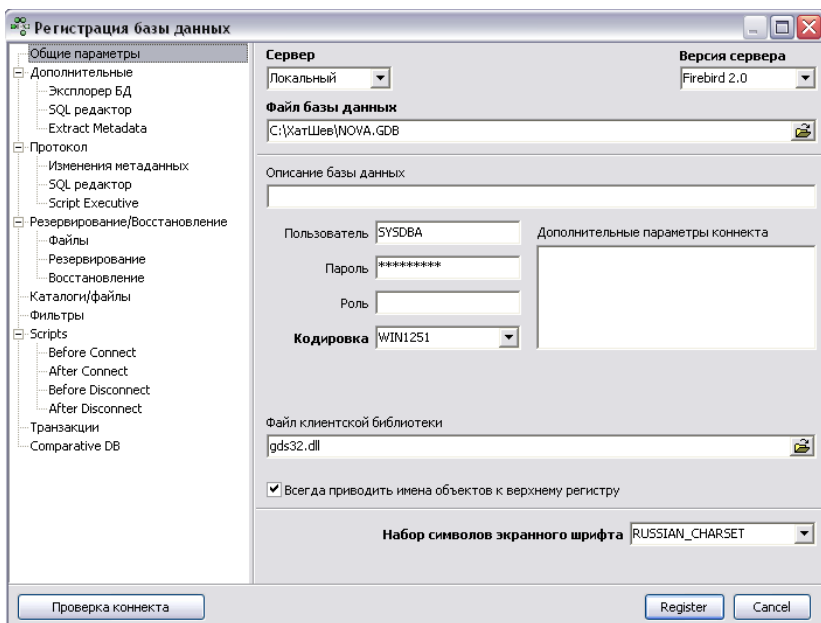 Регистрация базы данных
Общие параметры
Дополнительные
Эксплорер БД
SQL редактор
Extract Metadata
Протокол
Изменения метаданных
SQL редактор
Script Executive
Резервирование/Восстановление
Файлы
Резервирование
Восстановление
Каталоги/файлы
Фильтры
Scripts
Before Connect
After Connect
Before Disconnect
After Disconnect
Транзакции
Comparative DB
Сервер
Версия сервера
Локальный
Firebird 2.0
Файл базы данных
C:\ХатШев\NOVA.GDB
Описание базы данных
Пользователь SYSDBA
Дополнительные параметры коннекта
Пароль *********
Роль
Кодировка WIN1251
Файл клиентской библиотеки
gds32.dll
Всегда приводить имена объектов к верхнему регистру
Набор символов экранного шрифта RUSSIAN_CHARSET
Проверка коннекта
Register
Cancel